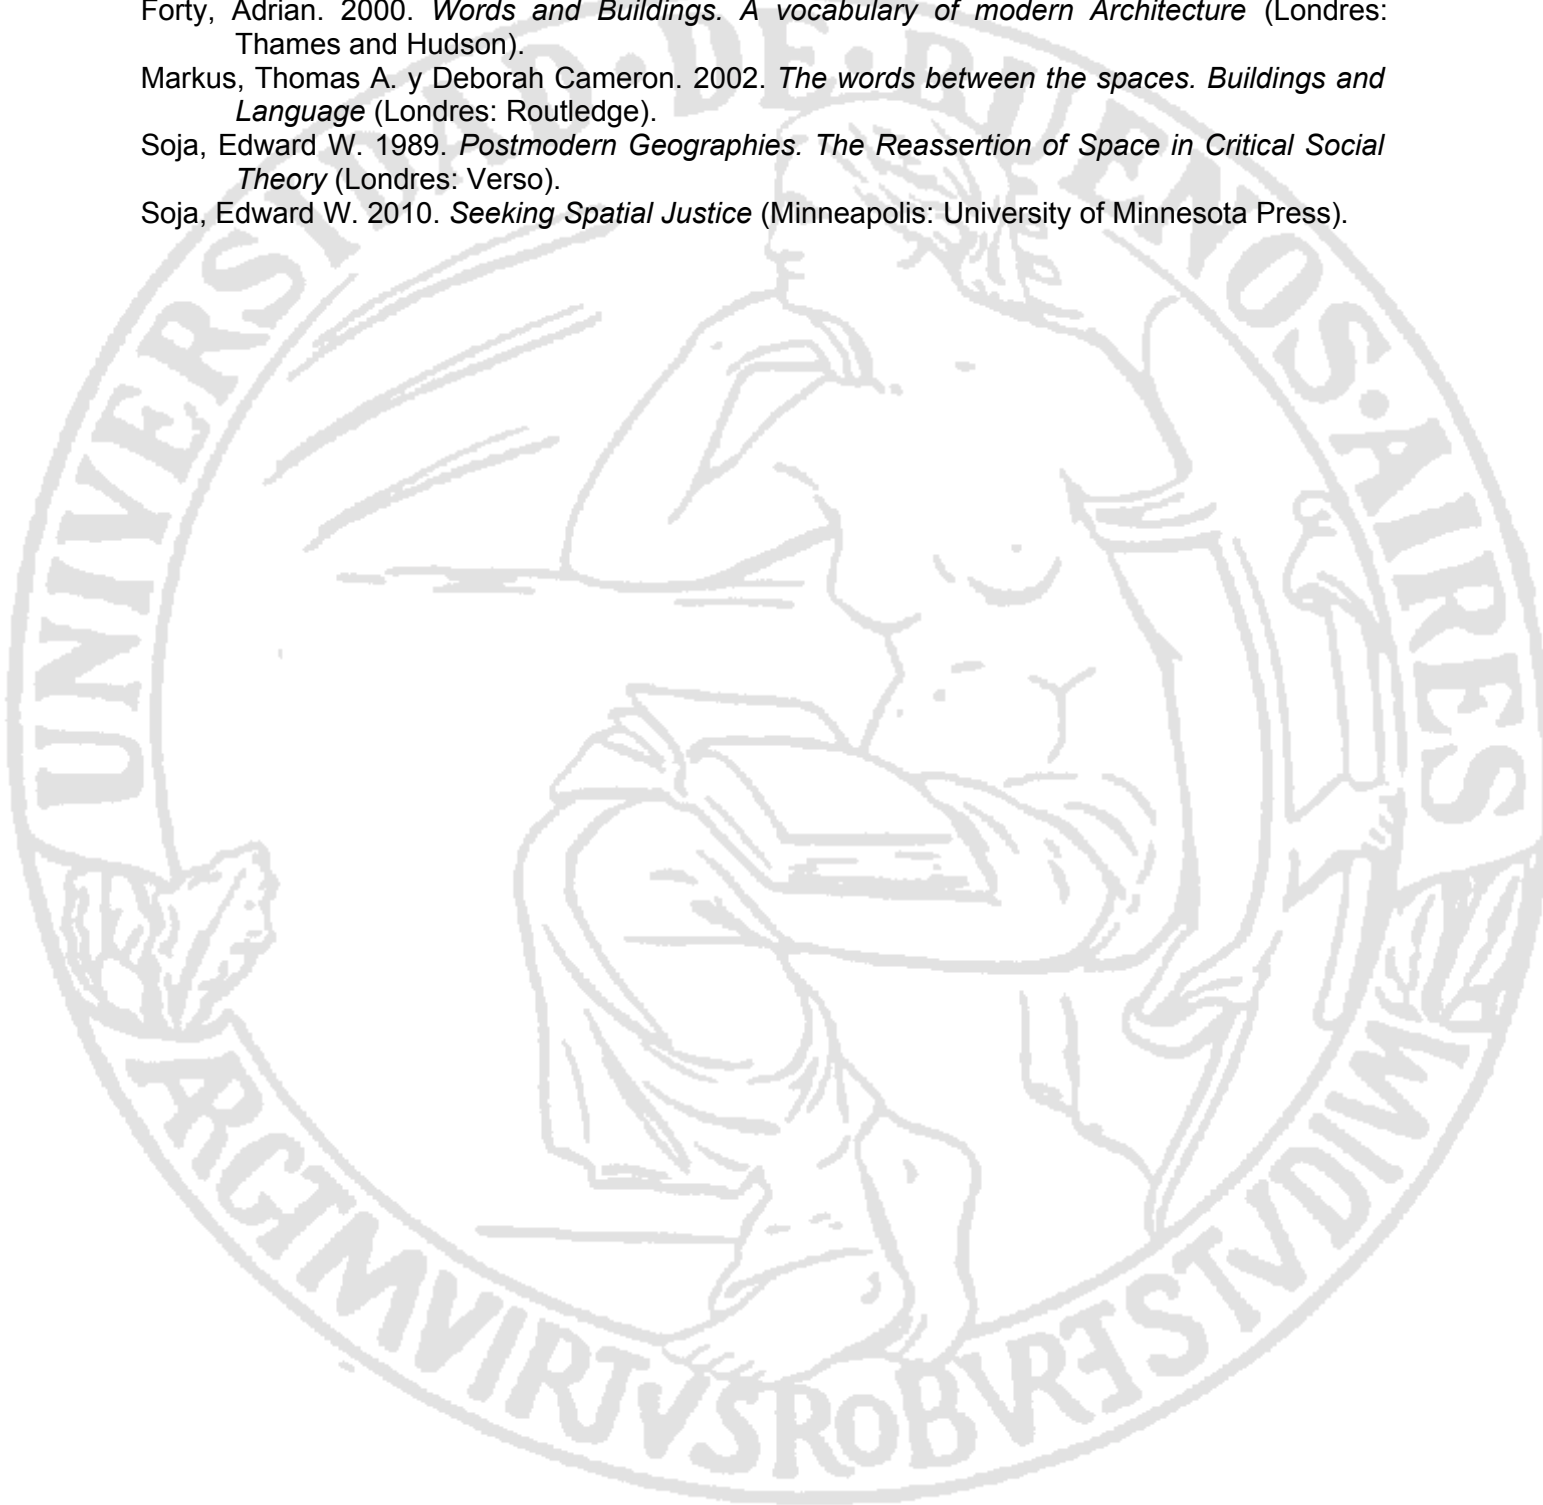 Forty, Adrian. 2000. Words and Buildings. A vocabulary of modern Architecture (Londres:
Thames and Hudson).
Markus, Thomas A. y Deborah Cameron. 2002. The words between the spaces. Buildings and
Language (Londres: Routledge).
Soja, Edward W. 1989. Postmodern Geographies. The Reassertion of Space in Critical Social
Theory (Londres: Verso).
Soja, Edward W. 2010. Seeking Spatial Justice (Minneapolis: University of Minnesota Press).
UNIVERSIDAD·DE·BUENOS·AIRES
ARGTMVIRTVSROBVRETSTVDIVM